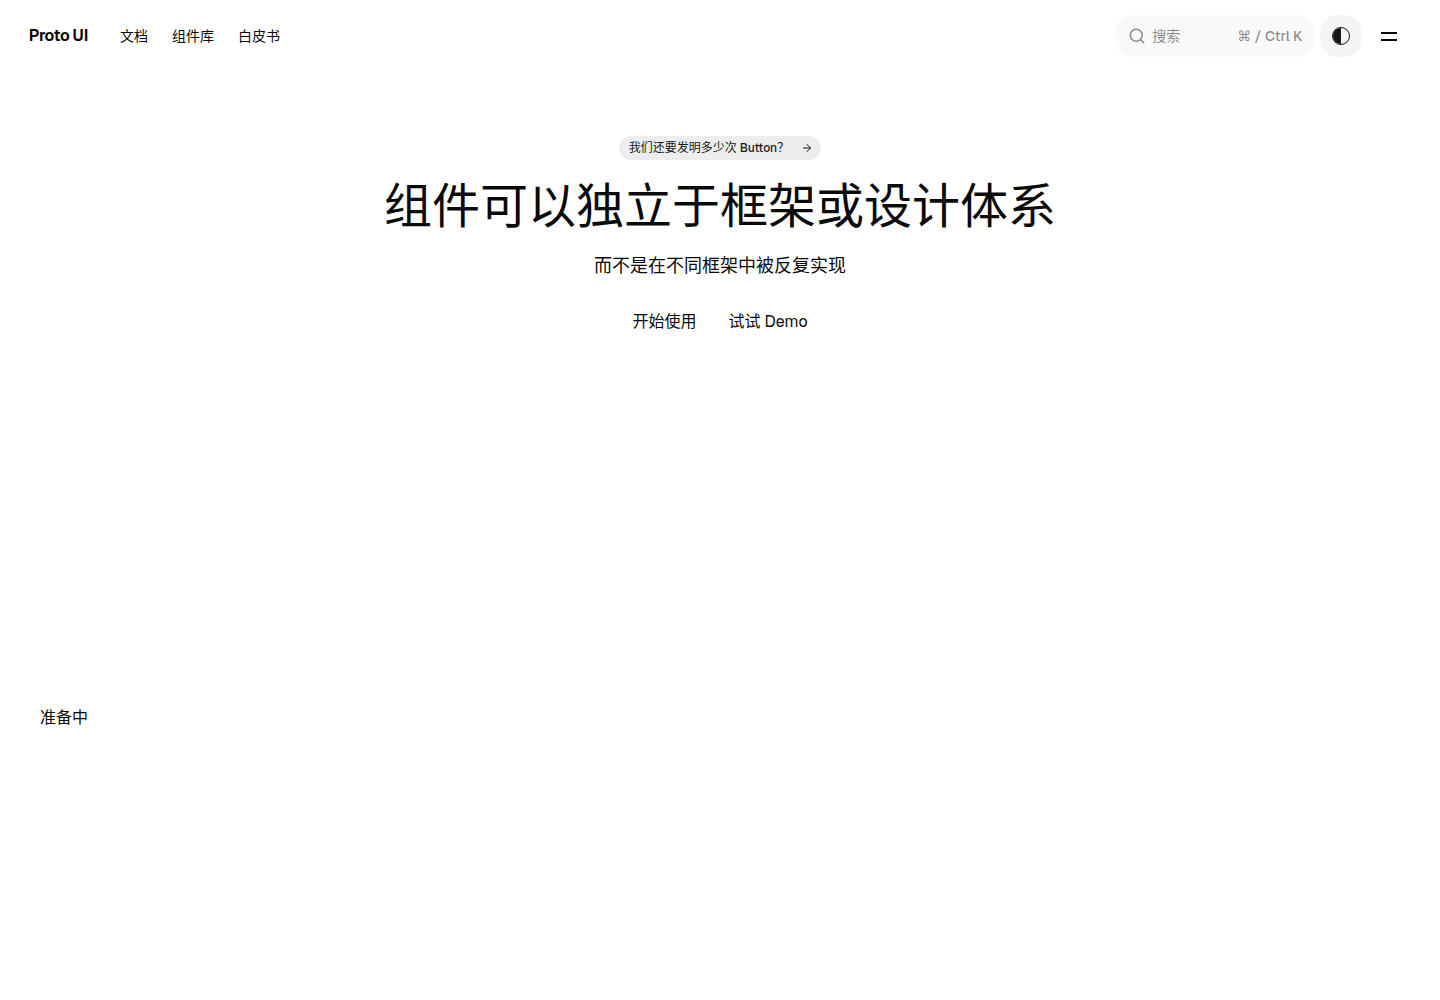 Proto UI 文档 组件库 白皮书 搜索 ⌘ / Ctrl K
我们还要发明多少次 Button？ →
组件可以独立于框架或设计体系
而不是在不同框架中被反复实现
开始使用 试试 Demo
准备中